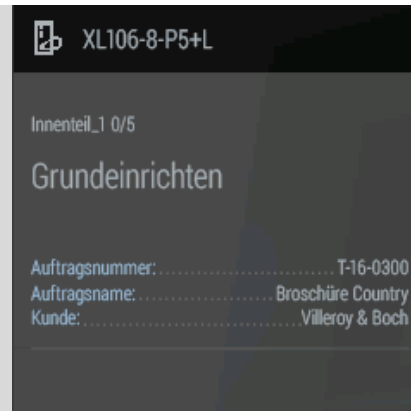 XL106-8-P5+L
Innenteil_1 0/5
Grundeinrichten
Auftragsnummer: T-16-0300
Auftragsname: Broschüre Country
Kunde: Villeroy & Boch